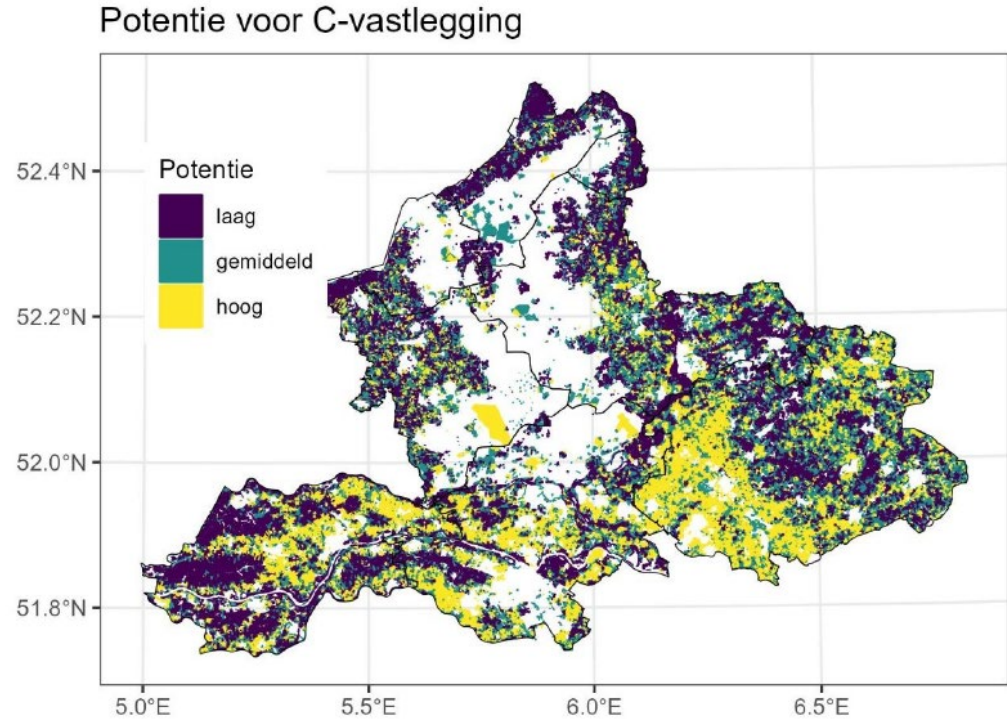 Potentie voor C-vastlegging
Potentie
laag
gemiddeld
hoog
52.4°N
52.2°N
52.0°N
51.8°N
5.0°E
5.5°E
6.0°E
6.5°E